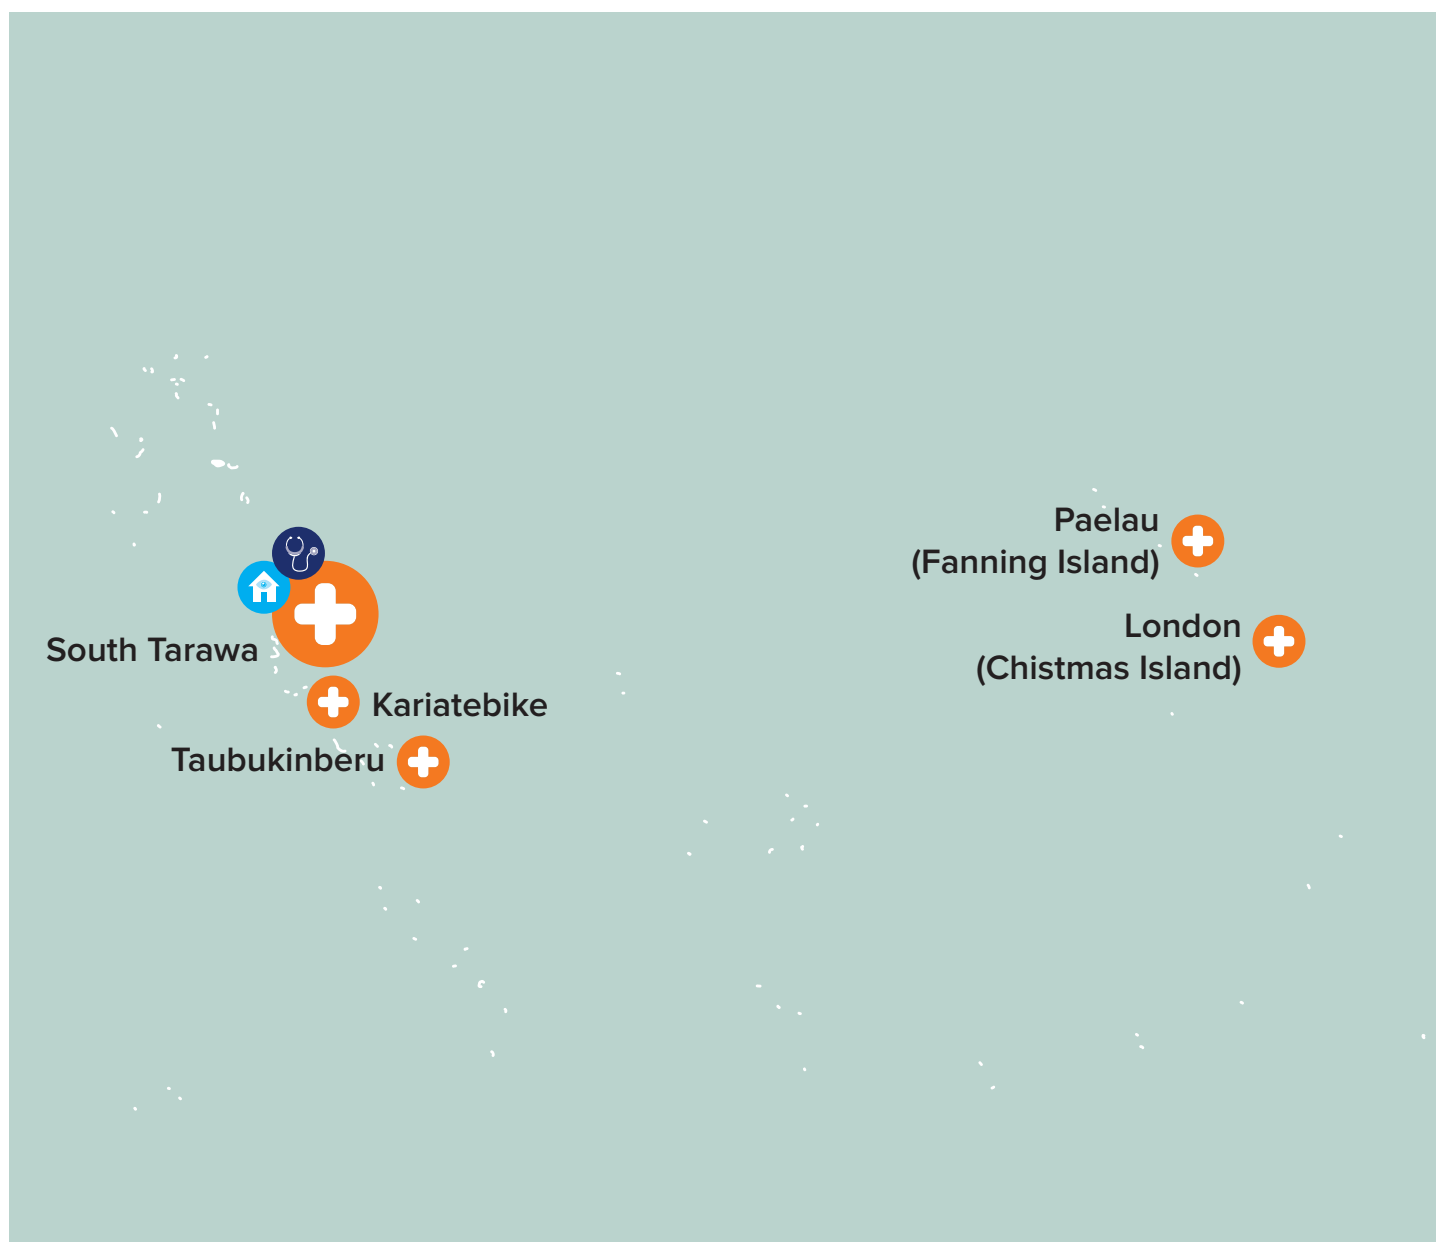 Paelau
(Fanning Island)
London
(Chistmas Island)
South Tarawa
Kariatebike
Taubukinberu